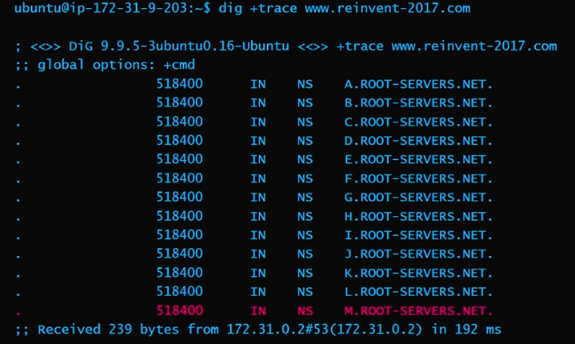 ubuntu@ip-172-31-9-203:~$ dig +trace www.reinvent-2017.com
; <<>> DiG 9.9.5-3ubuntu0.16-Ubuntu <<>> +trace www.reinvent-2017.com
;; global options: +cmd
. 518400 IN NS A.ROOT-SERVERS.NET.
. 518400 IN NS B.ROOT-SERVERS.NET.
. 518400 IN NS C.ROOT-SERVERS.NET.
. 518400 IN NS D.ROOT-SERVERS.NET.
. 518400 IN NS E.ROOT-SERVERS.NET.
. 518400 IN NS F.ROOT-SERVERS.NET.
. 518400 IN NS G.ROOT-SERVERS.NET.
. 518400 IN NS H.ROOT-SERVERS.NET.
. 518400 IN NS I.ROOT-SERVERS.NET.
. 518400 IN NS J.ROOT-SERVERS.NET.
. 518400 IN NS K.ROOT-SERVERS.NET.
. 518400 IN NS L.ROOT-SERVERS.NET.
. 518400 IN NS M.ROOT-SERVERS.NET.
;; Received 239 bytes from 172.31.0.2#53(172.31.0.2) in 192 ms